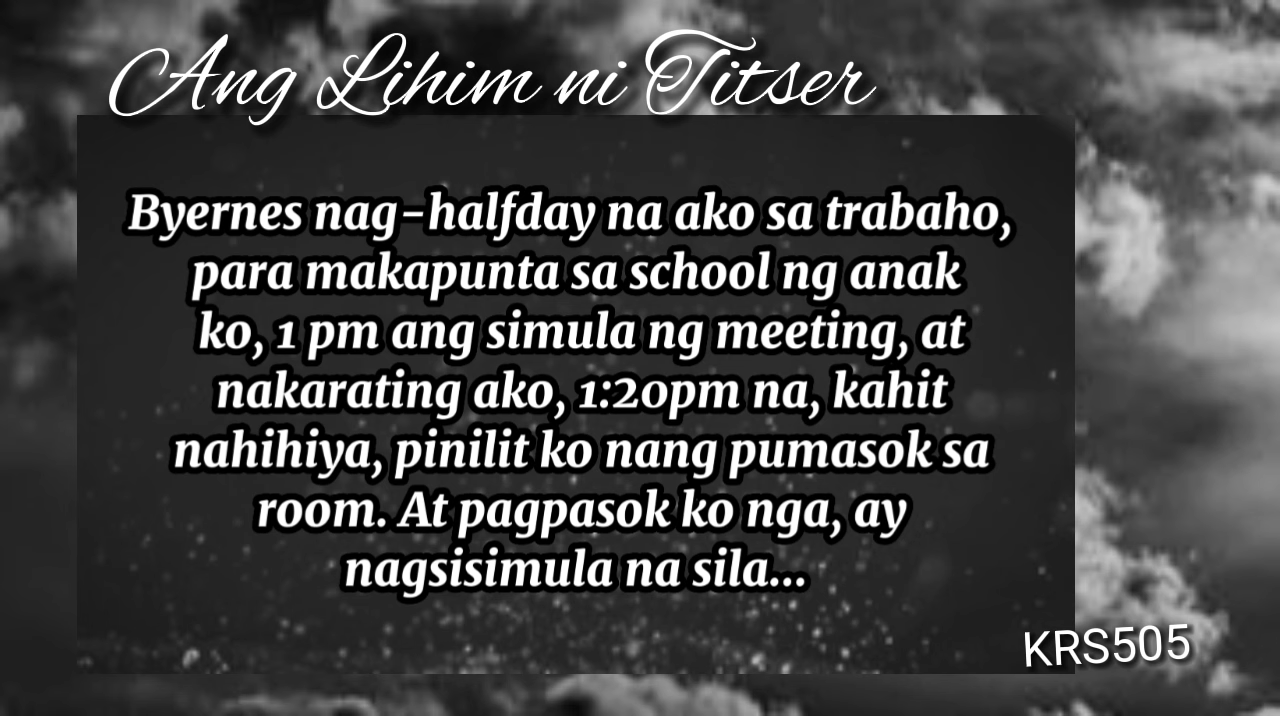 Ang Lihim ni Titser
Byernes nag-halfday na ako sa trabaho,
para makapunta sa school ng anak
ko, 1 pm ang simula ng meeting, at
nakarating ako, 1:20pm na, kahit
nahihiya, pinilit ko nang pumasok sa
room. At pagpasok ko nga, ay
nagsisimula na sila...
KRS505